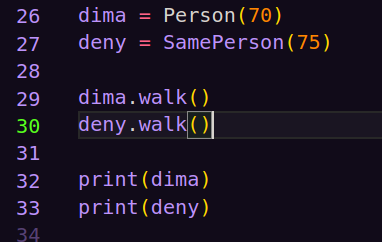 26 dima = Person(70)
27 deny = SamePerson(75)
28
29 dima.walk()
30 deny.walk()
31
32 print(dima)
33 print(deny)
34